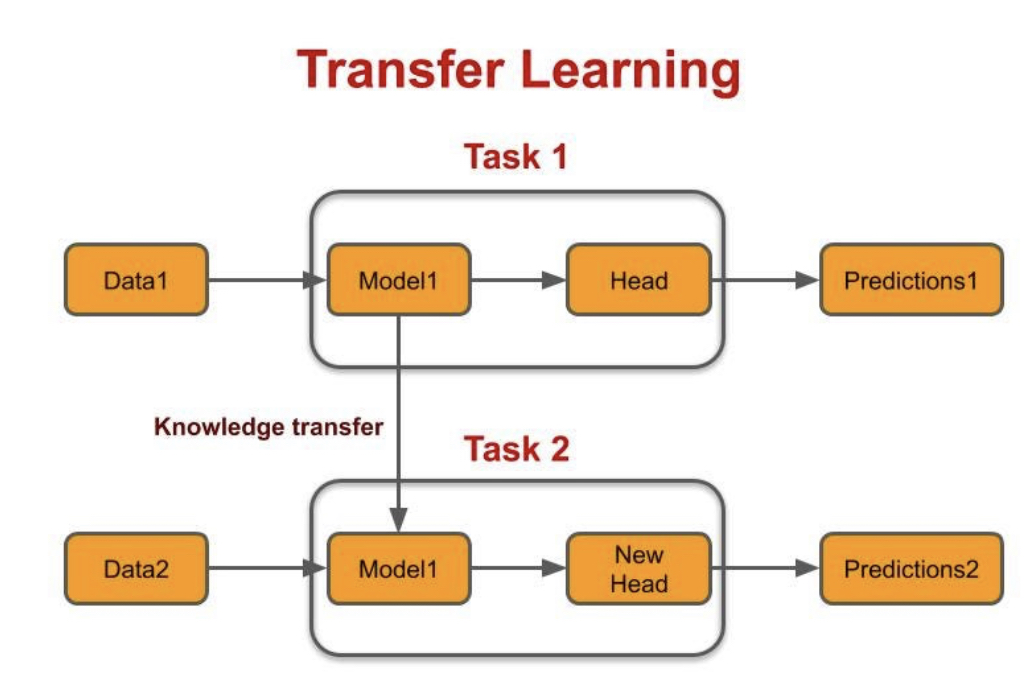 Transfer Learning
Task 1
Data1
Model1
Head
Predictions1
Knowledge transfer
Task 2
Data2
Model1
New
Head
Predictions2